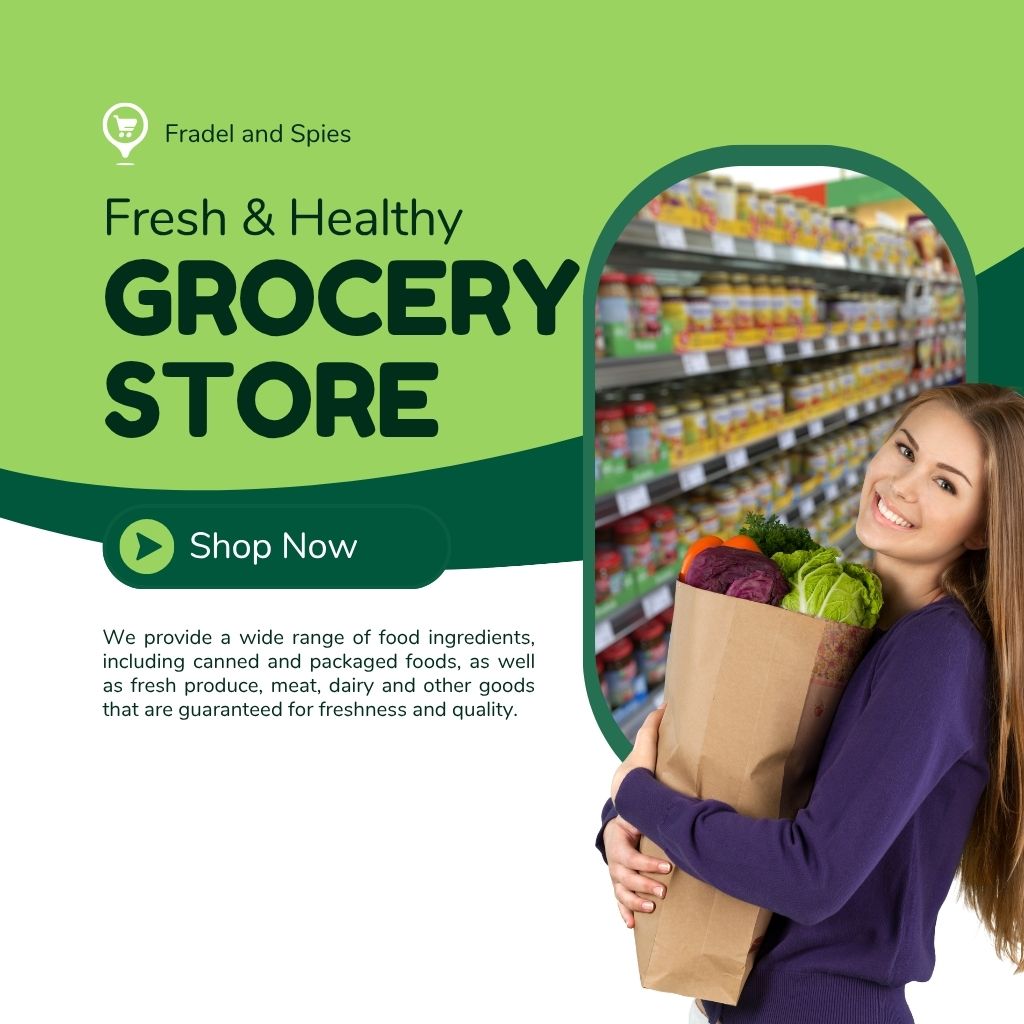 Fradel and Spies
Fresh & Healthy
GROCERY
STORE
Shop Now
We provide a wide range of food ingredients,
including canned and packaged foods, as well
as fresh produce, meat, dairy and other goods
that are guaranteed for freshness and quality.